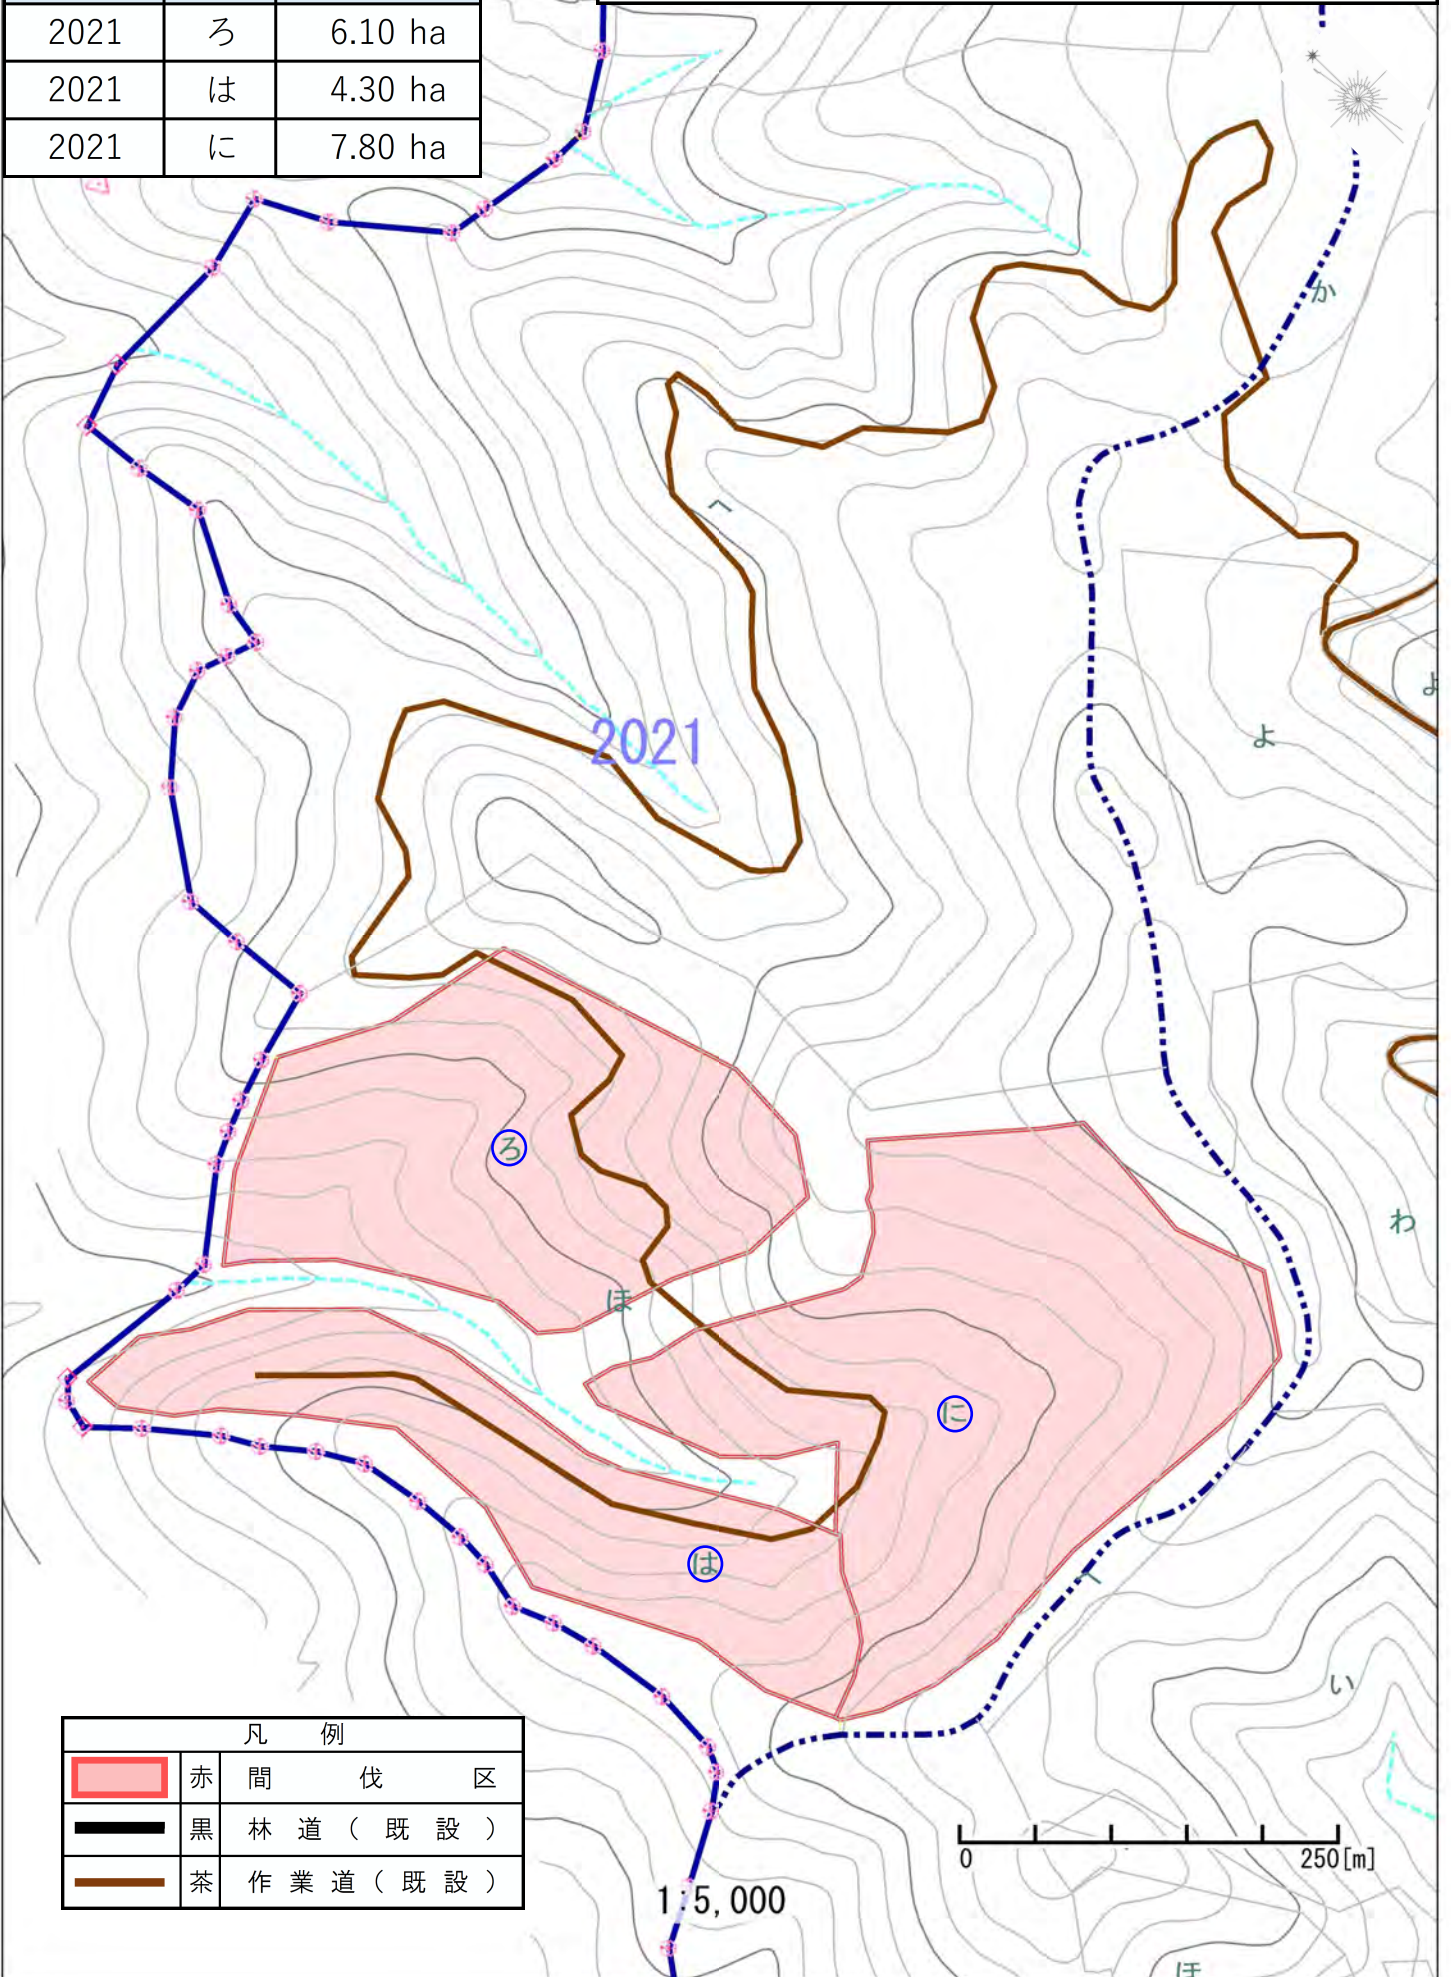 2021 ろ 6.10 ha
2021 は 4.30 ha
2021 に 7.80 ha
か
へ
よ
2021
よ
ろ
わ
ほ
に
は
へ
い
凡 例
赤 間 伐 区
黒 林 道 ( 既 設 )
茶 作 業 道 ( 既 設 )
0 250[m]
1:5,000
ほ